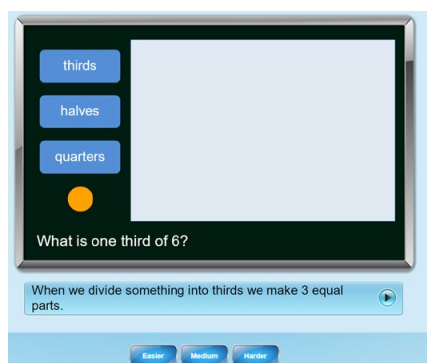 thirds
halves
quarters
What is one third of 6?
When we divide something into thirds we make 3 equal
parts.
Easier
Medium
Harder